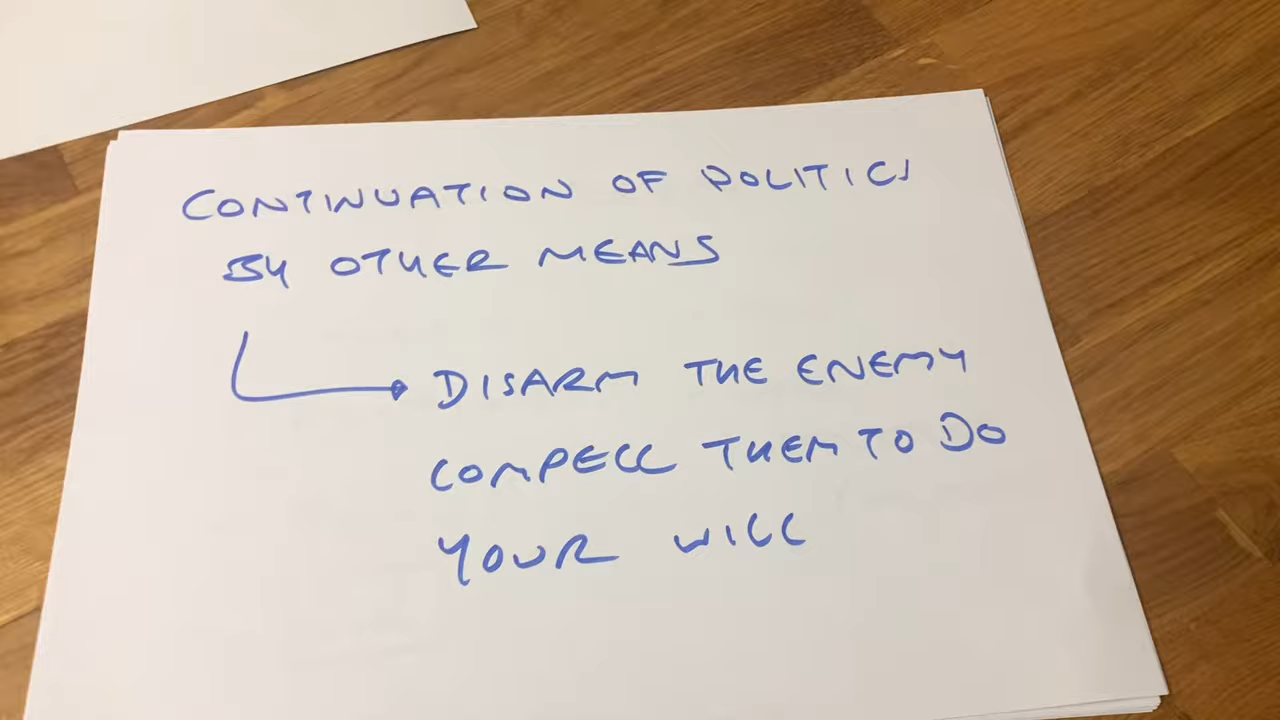 CONTINUATION OF POLITICS
BY OTHER MEANS
DISARM THE ENEMY
COMPELL THEM TO DO
YOUR WILL